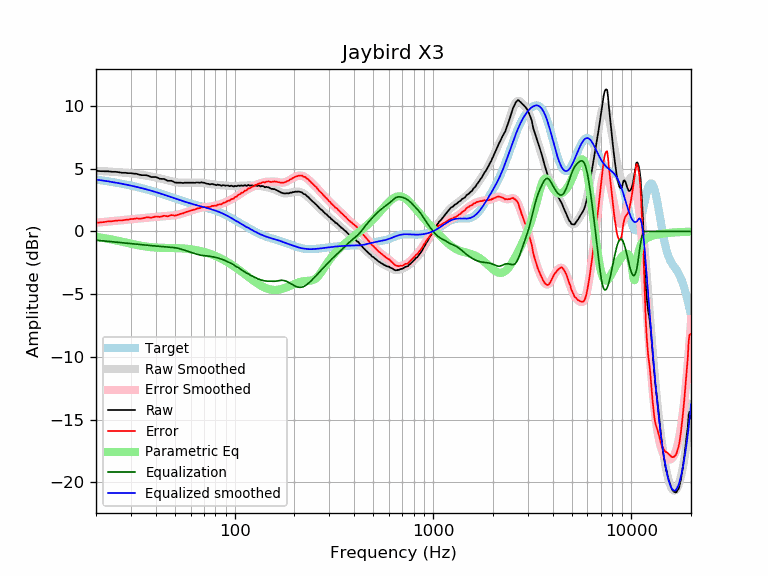 Jaybird X3
Amplitude (dBr)
10
5
0
−5
−10
−15
−20
Target
Raw Smoothed
Error Smoothed
Raw
Error
Parametric Eq
Equalization
Equalized smoothed
100
1000
10000
Frequency (Hz)